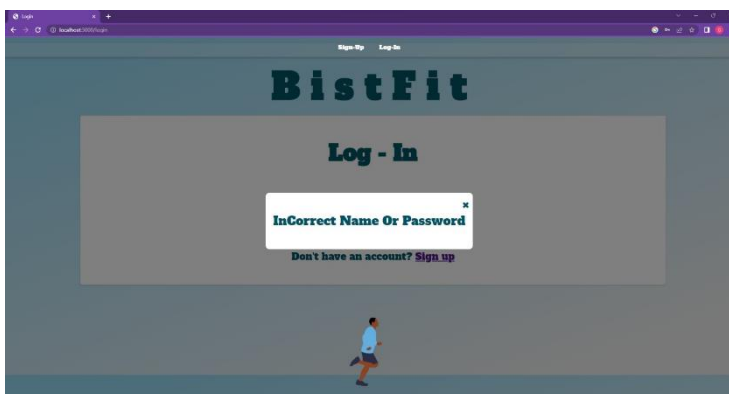 Login
localhost:3000/login
Sign-Up Log-In
BistFit
Log - In
InCorrect Name Or Password
Don't have an account? Sign up